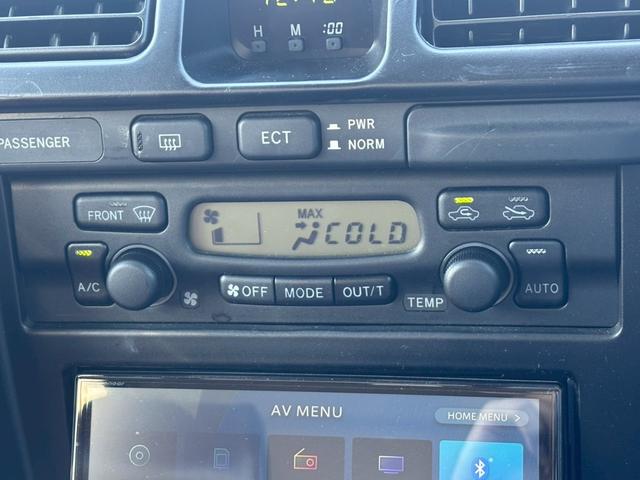 H M :00
PASSENGER
ECT
PWR
NORM
FRONT
MAX
COLD
A/C
OFF
MODE
OUT/T
TEMP
AUTO
AV MENU
HOME MENU >